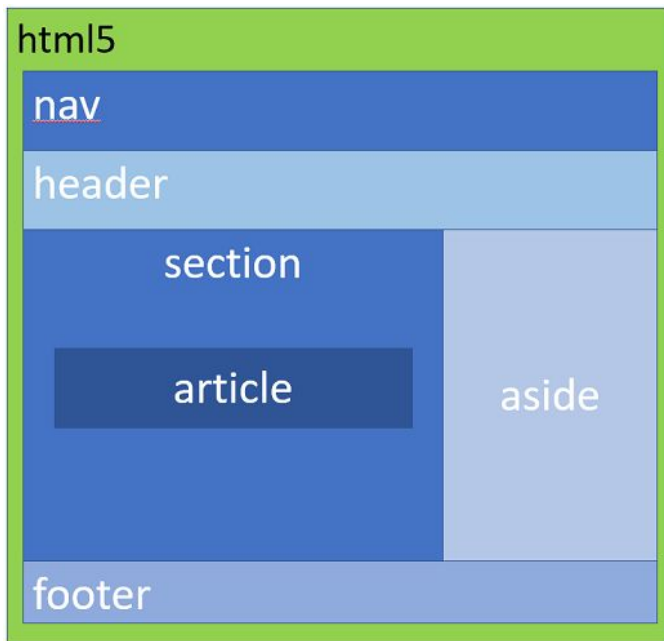 html5
nav
header
section
article
aside
footer